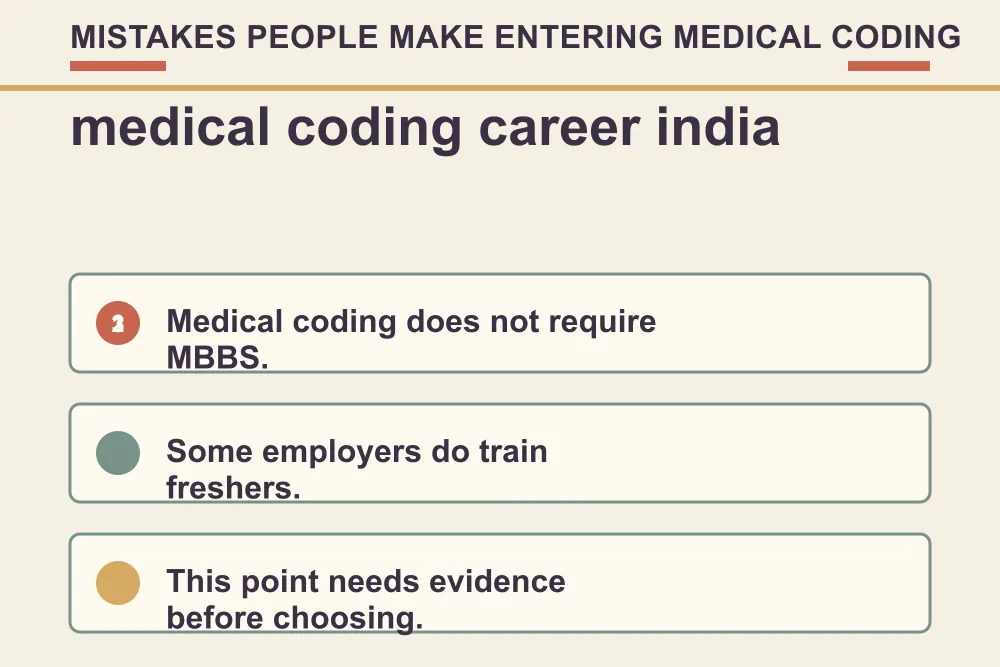 MISTAKES PEOPLE MAKE ENTERING MEDICAL CODING
medical coding career india
Medical coding does not require
MBBS.
Some employers do train
freshers.
This point needs evidence
before choosing.